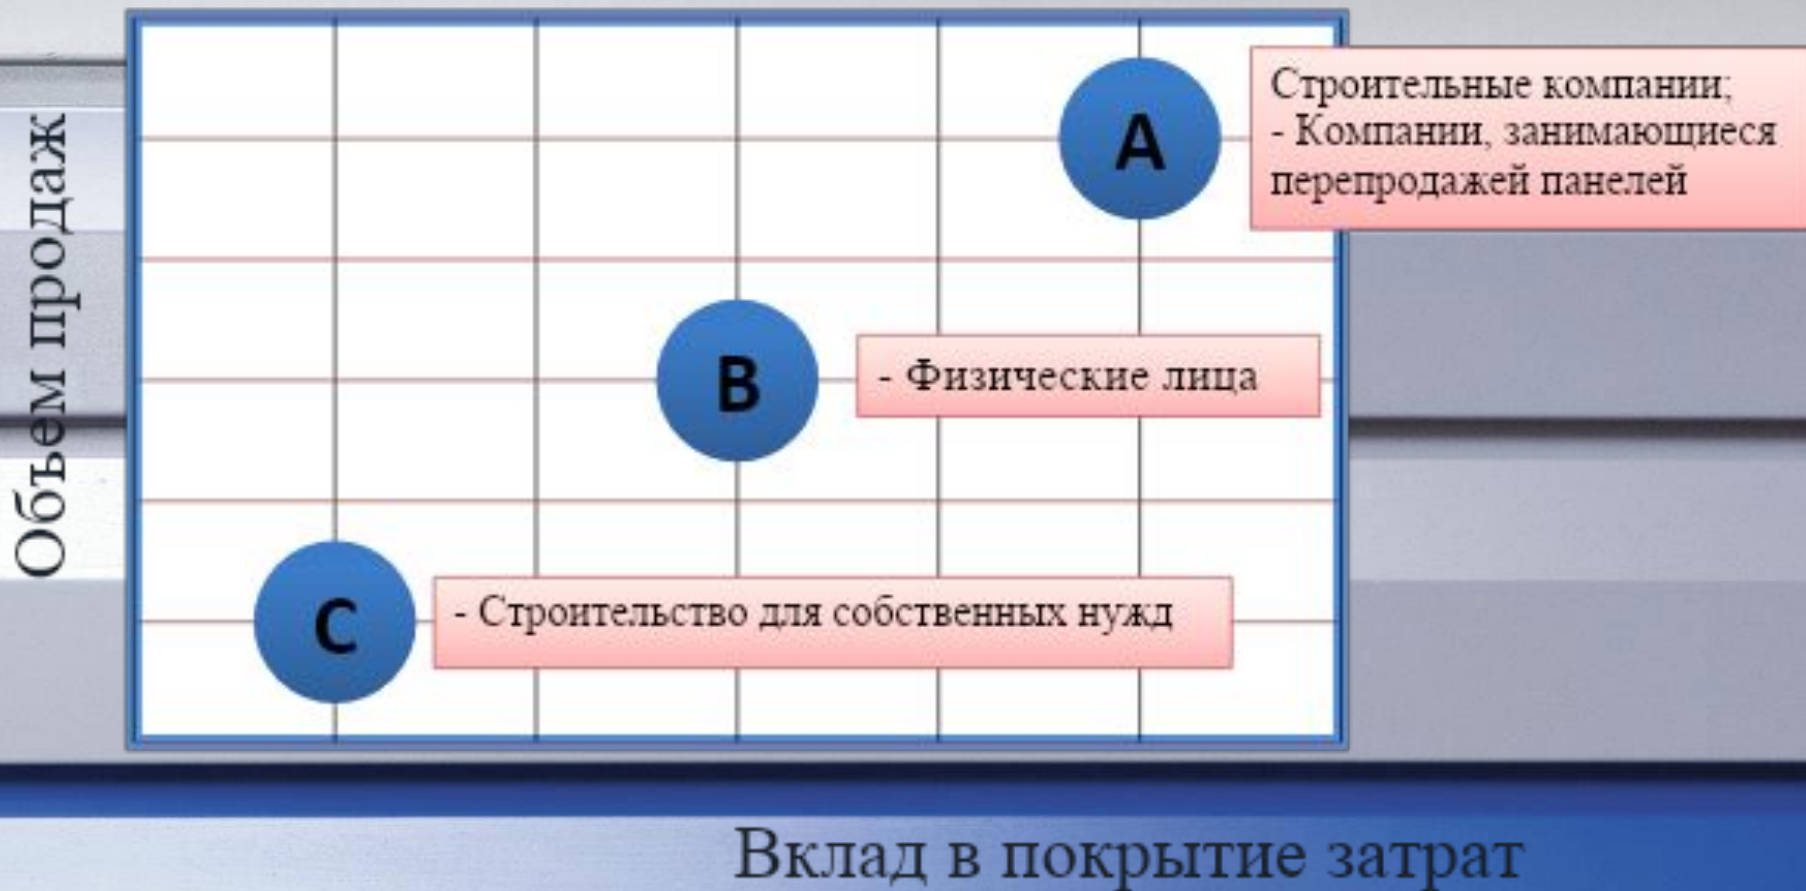 Объем продаж
A
Строительные компании;
- Компании, занимающиеся
перепродажей панелей
B
- Физические лица
C
- Строительство для собственных нужд
Вклад в покрытие затрат